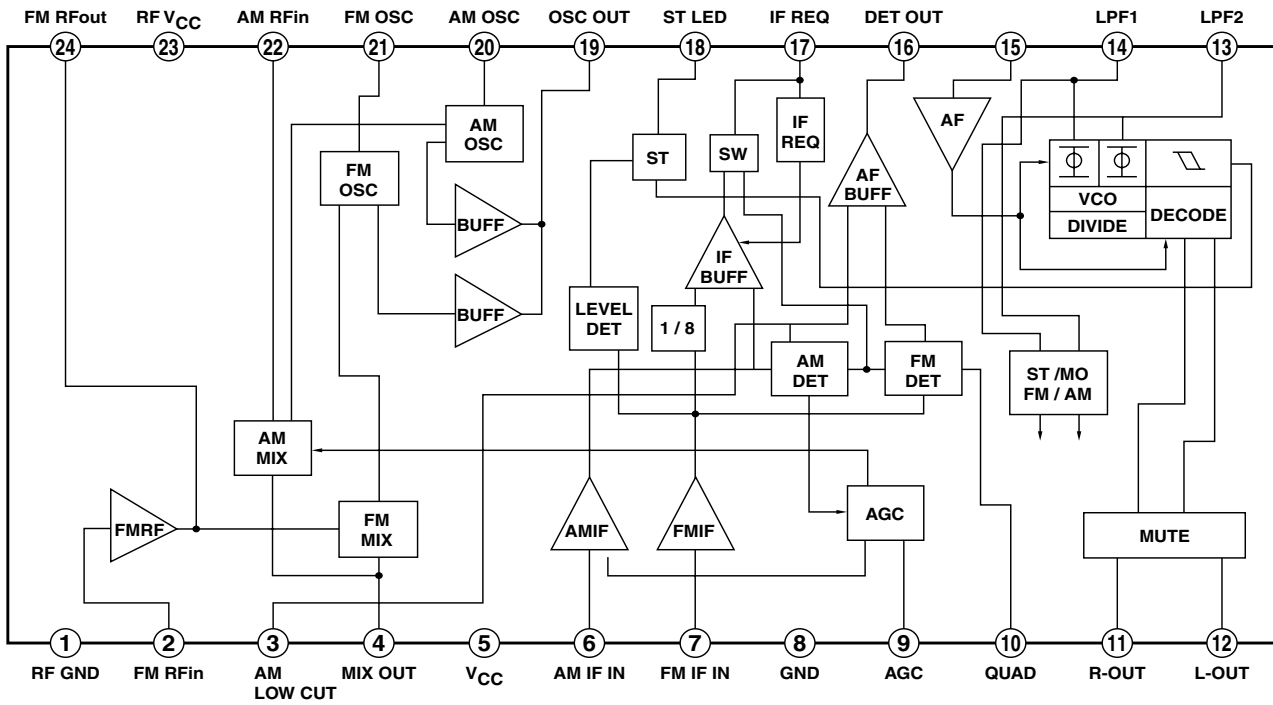 FM RFout
RF VCC
AM RFin
FM OSC
AM OSC
OSC OUT
ST LED
IF REQ
DET OUT
LPF1
LPF2
24
23
22
21
20
19
18
17
16
15
14
13
AM
OSC
FM
OSC
BUFF
BUFF
ST
SW
IF
REQ
AF
BUFF
AF
VCO
DIVIDE
DECODE
IF
BUFF
LEVEL
DET
1 / 8
AM
DET
FM
DET
ST /MO
FM / AM
AM
MIX
FMRF
FM
MIX
AMIF
FMIF
AGC
MUTE
1
2
3
4
5
6
7
8
9
10
11
12
RF GND
FM RFin
AM
LOW CUT
MIX OUT
VCC
AM IF IN
FM IF IN
GND
AGC
QUAD
R-OUT
L-OUT